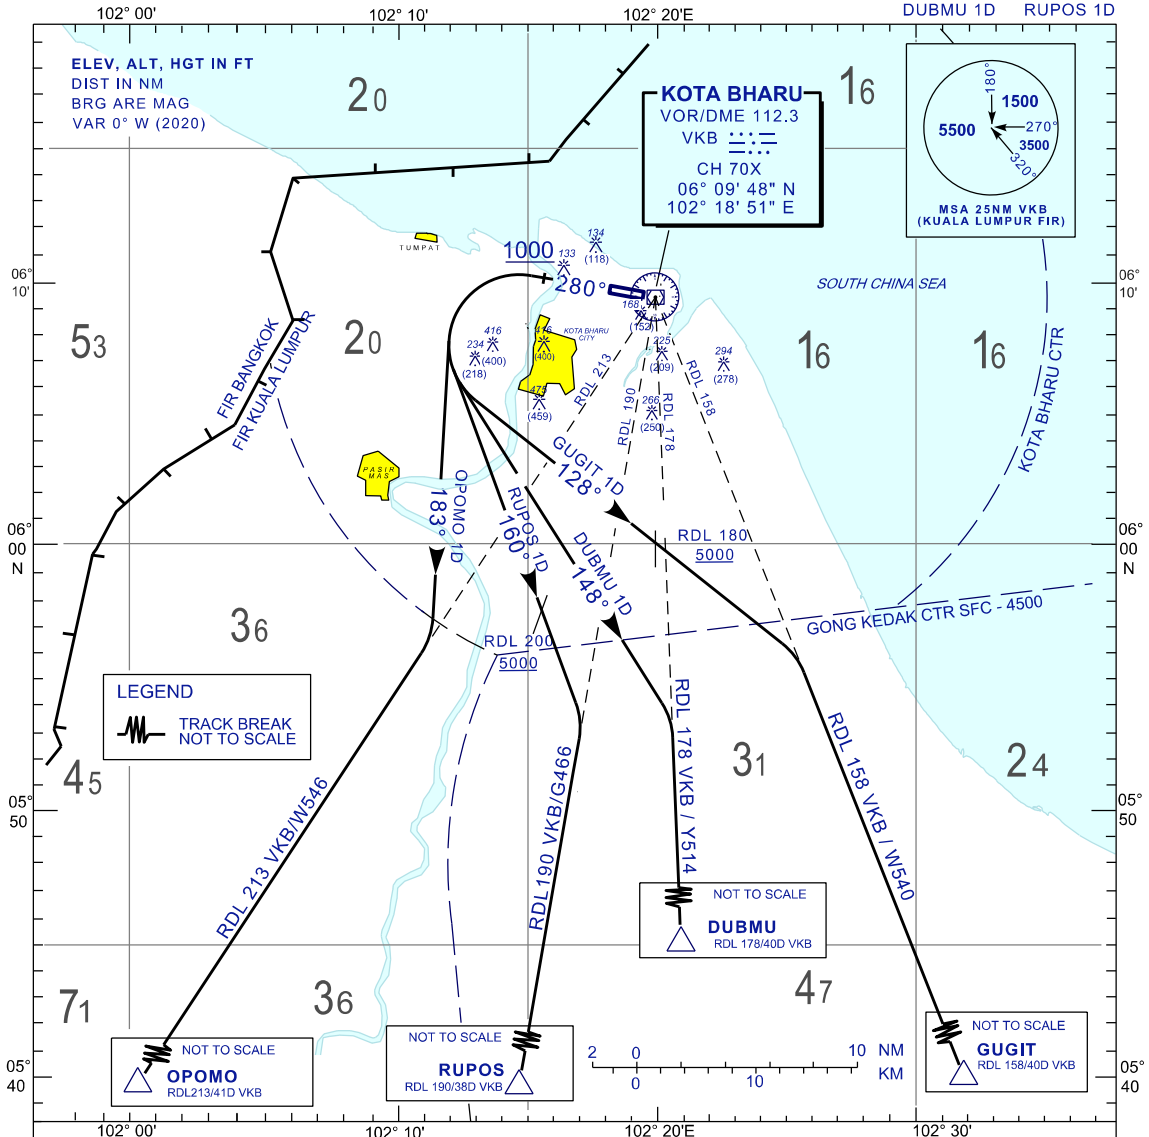 DUBMU 1D RUPOS 1D
102° 00' 102° 10' 102° 20'E
ELEV, ALT, HGT IN FT
DIST IN NM
BRG ARE MAG
VAR 0° W (2020)
20
16
KOTA BHARU
VOR/DME 112.3
VKB
CH 70X
06° 09' 48" N
102° 18' 51" E
180°
1500
5500
270°
3500
320°
MSA 25NM VKB
(KUALA LUMPUR FIR)
TUMPAT
1000
280°
133
134
(118)
06°
10'
SOUTH CHINA SEA
06°
10'
168
(152)
53
20
16
16
FIR BANGKOK
FIR KUALA LUMPUR
416
(400)
234
(218)
416
(400)
KOTA BHARU
CITY
475
(459)
225
(209)
294
(278)
266
(250)
RDL 213
RDL 190
RDL 178
RDL 158
KOTA BHARU CTR
PASIR
MAS
OPOMO 1D
183°
RUPOS 1D
160°
DUBMU 1D
148°
GUGIT 1D
128°
RDL 180
5000
06°
00
N
06°
00
N
36
RDL 200
5000
GONG KEDAK CTR SFC - 4500
LEGEND
TRACK BREAK
NOT TO SCALE
45
31
24
05°
50
05°
50
RDL 213 VKB/W546
RDL190 VKB/G466
RDL 178 VKB / Y514
RDL 158 VKB / W540
NOT TO SCALE
DUBMU
RDL 178/40D VKB
71
36
47
NOT TO SCALE
OPOMO
RDL213/41D VKB
NOT TO SCALE
RUPOS
RDL 190/38D VKB
2 0 10 NM
0 10 KM
NOT TO SCALE
GUGIT
RDL 158/40D VKB
05°
40
05°
40
102° 00' 102° 10' 102° 20'E 102° 30'